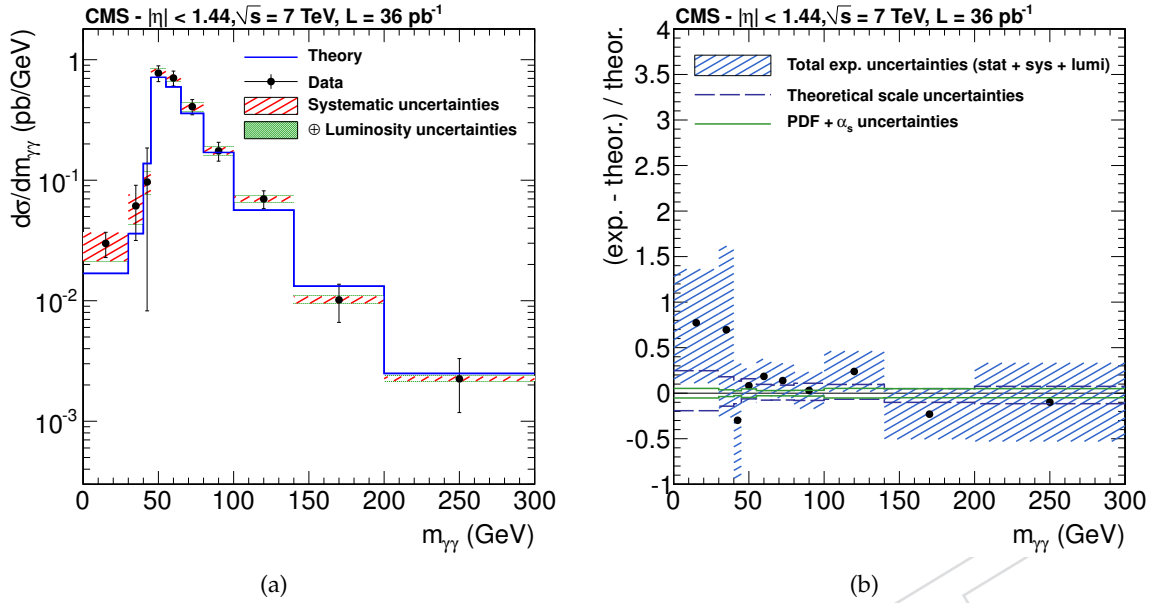 CMS - |η| < 1.44,√s = 7 TeV, L = 36 pb⁻¹
dσ/dm_γγ (pb/GeV)
1
10⁻¹
10⁻²
10⁻³
Theory
Data
Systematic uncertainties
⊕ Luminosity uncertainties
0 50 100 150 200 250 300
m_γγ (GeV)
(a)
CMS - |η| < 1.44,√s = 7 TeV, L = 36 pb⁻¹
(exp. - theor.) / theor.
4
3.5
3
2.5
2
1.5
1
0.5
0
-0.5
-1
Total exp. uncertainties (stat + sys + lumi)
Theoretical scale uncertainties
PDF + α_s uncertainties
0 50 100 150 200 250 300
m_γγ (GeV)
(b)